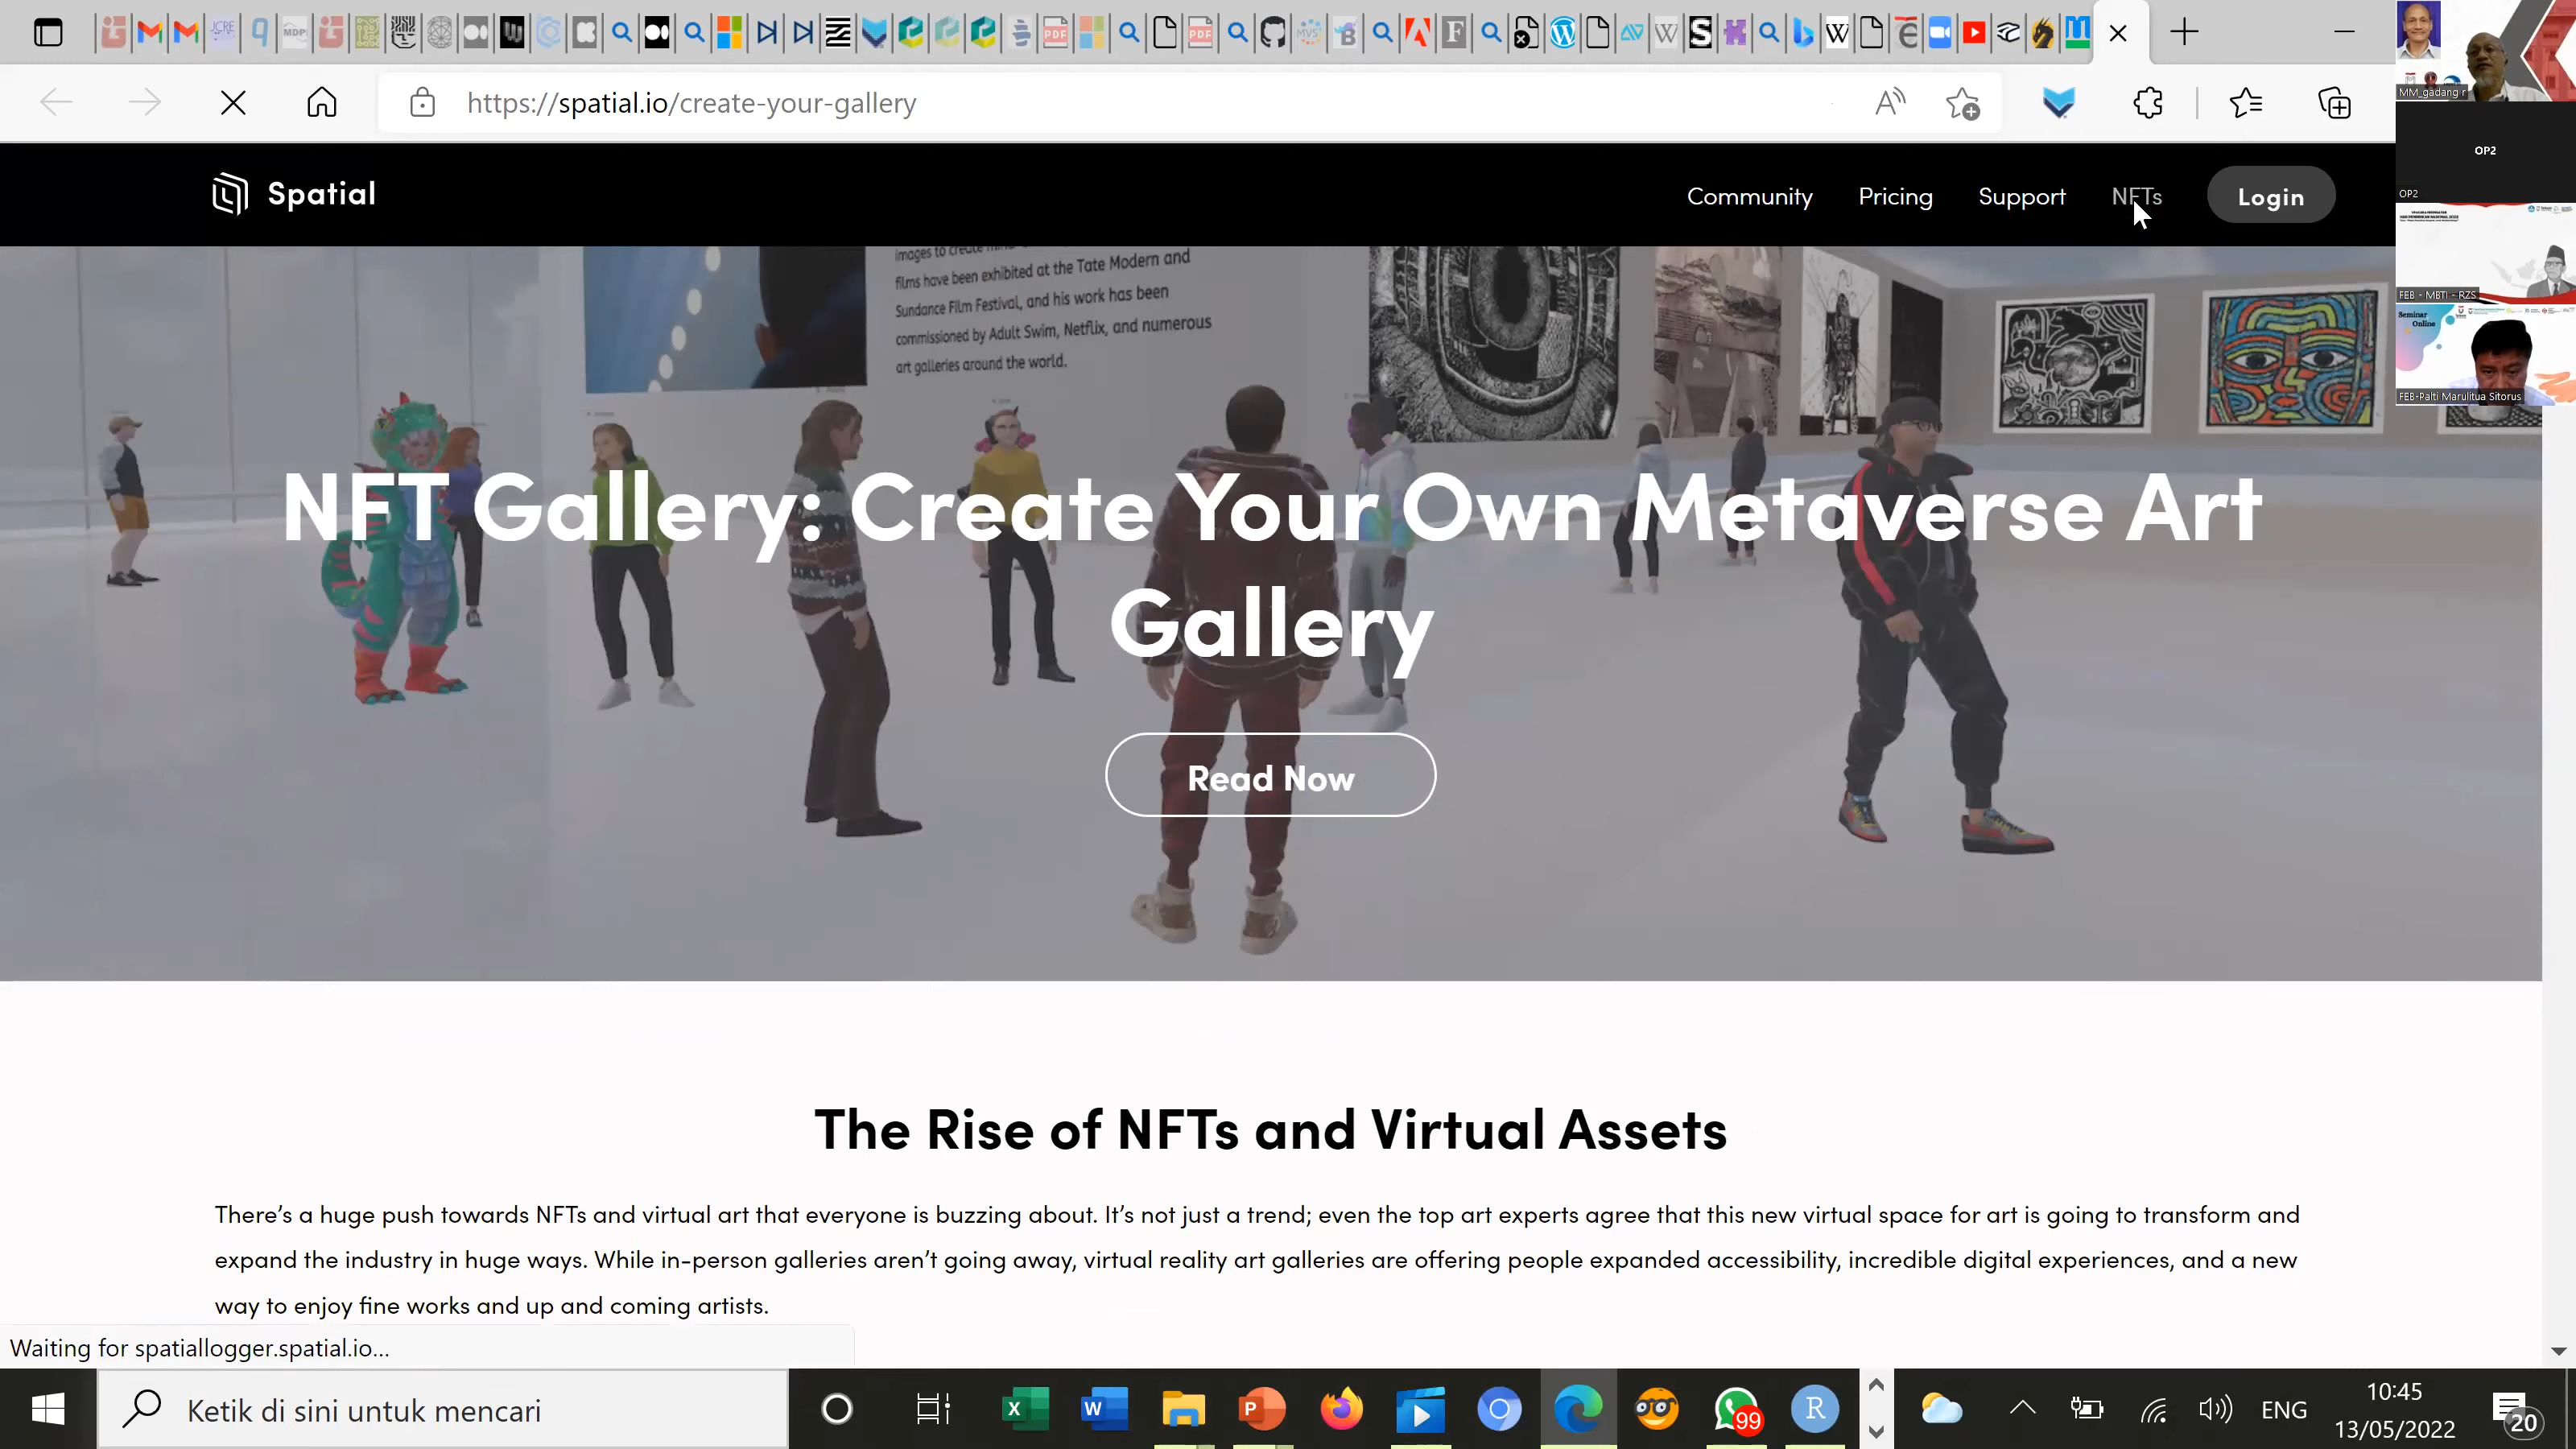 https://spatial.io/create-your-gallery
MM_gadang r
OP2
OP2
FEB - MBTI - RZS
Seminar
Online
FEB-Palti Marulitua Sitorus
Spatial
Community
Pricing
Support
NFTs
Login
images to create
films have been exhibited at the Tate Modern and
Sundance Film Festival, and his work has been
commissioned by Adult Swim, Netflix, and numerous
art galleries around the world.
NFT Gallery: Create Your Own Metaverse Art
Gallery
Read Now
The Rise of NFTs and Virtual Assets
There's a huge push towards NFTs and virtual art that everyone is buzzing about. It's not just a trend; even the top art experts agree that this new virtual space for art is going to transform and
expand the industry in huge ways. While in-person galleries aren't going away, virtual reality art galleries are offering people expanded accessibility, incredible digital experiences, and a new
way to enjoy fine works and up and coming artists.
Waiting for spatiallogger.spatial.io...
Ketik di sini untuk mencari
99
ENG
10:45
13/05/2022
20